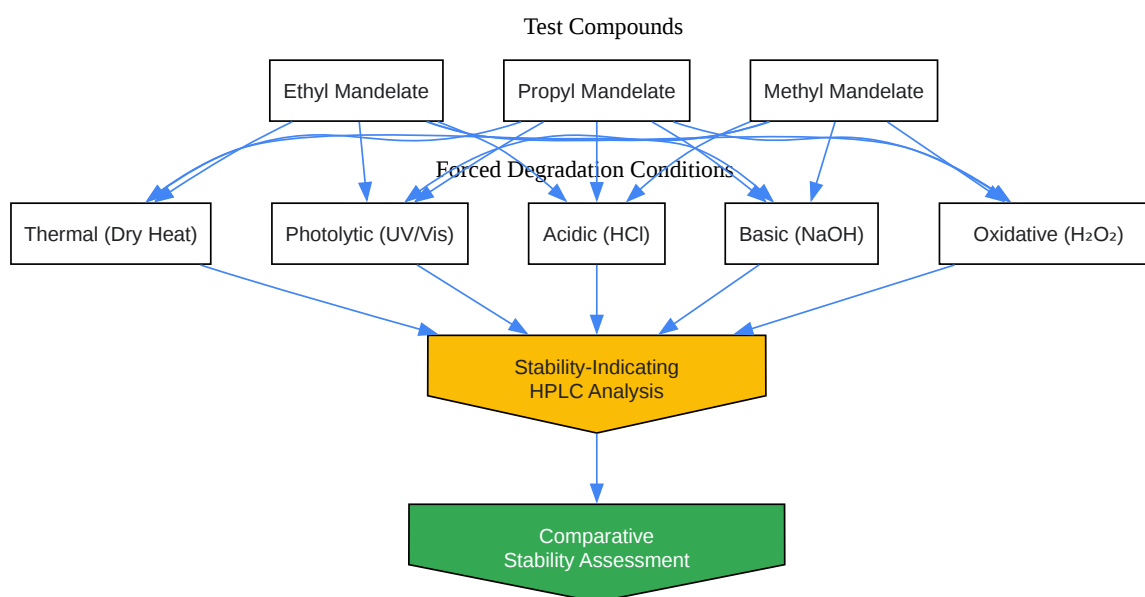 Test Compounds
Ethyl Mandelate
Propyl Mandelate
Methyl Mandelate
Forced Degradation Conditions
Thermal (Dry Heat)
Photolytic (UV/Vis)
Acidic (HCl)
Basic (NaOH)
Oxidative (H₂O₂)
Stability-Indicating
HPLC Analysis
Comparative
Stability Assessment